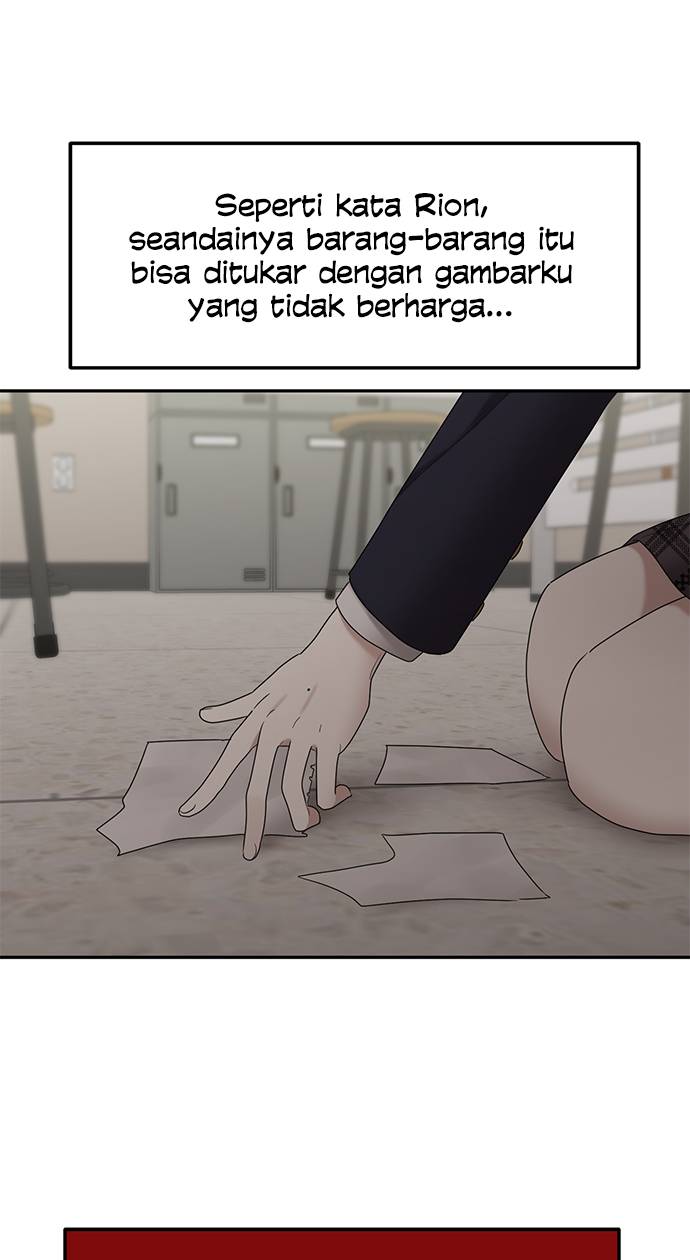 Seperti kata Rion,
seandainya barang-barang itu
bisa ditukar dengan gambarku
yang tidak berharga...